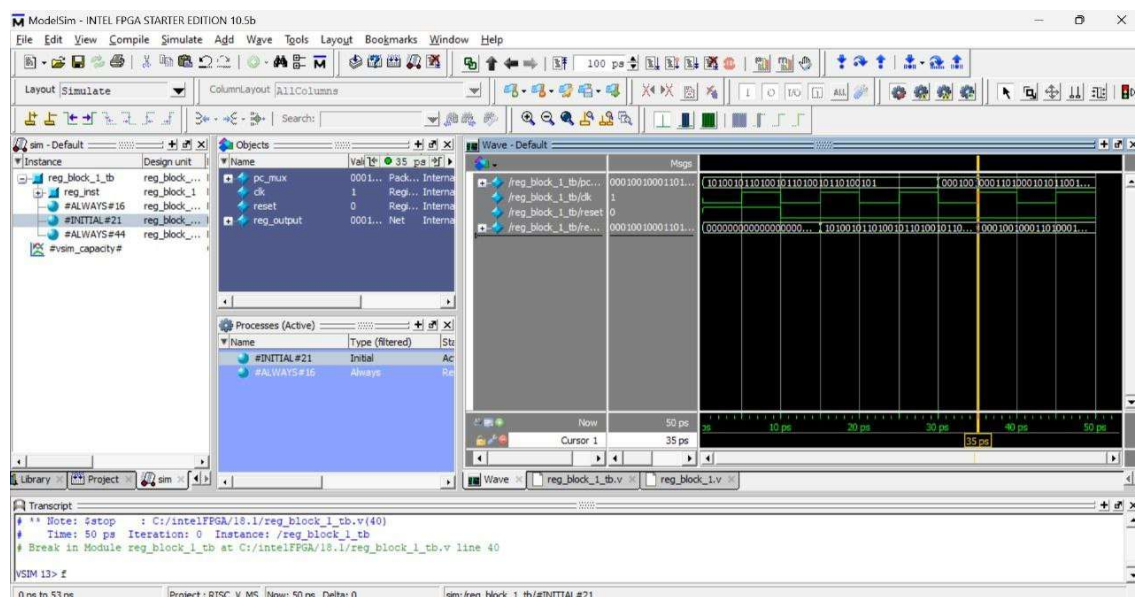 ModelSim - INTEL FPGA STARTER EDITION 10.5b
File Edit View Compile Simulate Add Wave Tools Layout Bookmarks Window Help
100 ps
Layout Simulate
ColumnLayout AllColumns
Search:
sim - Default
Instance Design unit
reg_block_1_tb reg_block_...
reg_inst reg_block_1
#ALWAYS#16 reg_block_...
#INITIAL#21 reg_block_...
#ALWAYS#44 reg_block_...
#vsim_capacity#
Objects
Name Val 35 ps
pc_mux 0001... Pack... Interna
clk 1 Regi... Interna
reset 0 Regi... Interna
reg_output 0001... Net Interna
Processes (Active)
Name Type (filtered) Sta
#INITIAL#21 Initial Ac
#ALWAYS#16 Always Re
Wave - Default
Msgs
/reg_block_1_tb/pc... 00010010001101...
/reg_block_1_tb/clk 1
/reg_block_1_tb/reset 0
/reg_block_1_tb/re... 00010010001101...
Now 50 ps
Cursor 1 35 ps
10 ps 20 ps 30 ps 40 ps 50 ps
35 ps
Library Project sim
Wave reg_block_1_tb.v reg_block_1.v
Transcript
# ** Note: $stop : C:/intelFPGA/18.1/reg_block_1_tb.v(40)
# Time: 50 ps Iteration: 0 Instance: /reg_block_1_tb
# Break in Module reg_block_1_tb at C:/intelFPGA/18.1/reg_block_1_tb.v line 40
VSIM 13> f
0 ps to 53 ps Project : RISC_V_MS Now: 50 ps Delta: 0 sim:/reg_block_1_tb/#INITIAL#21